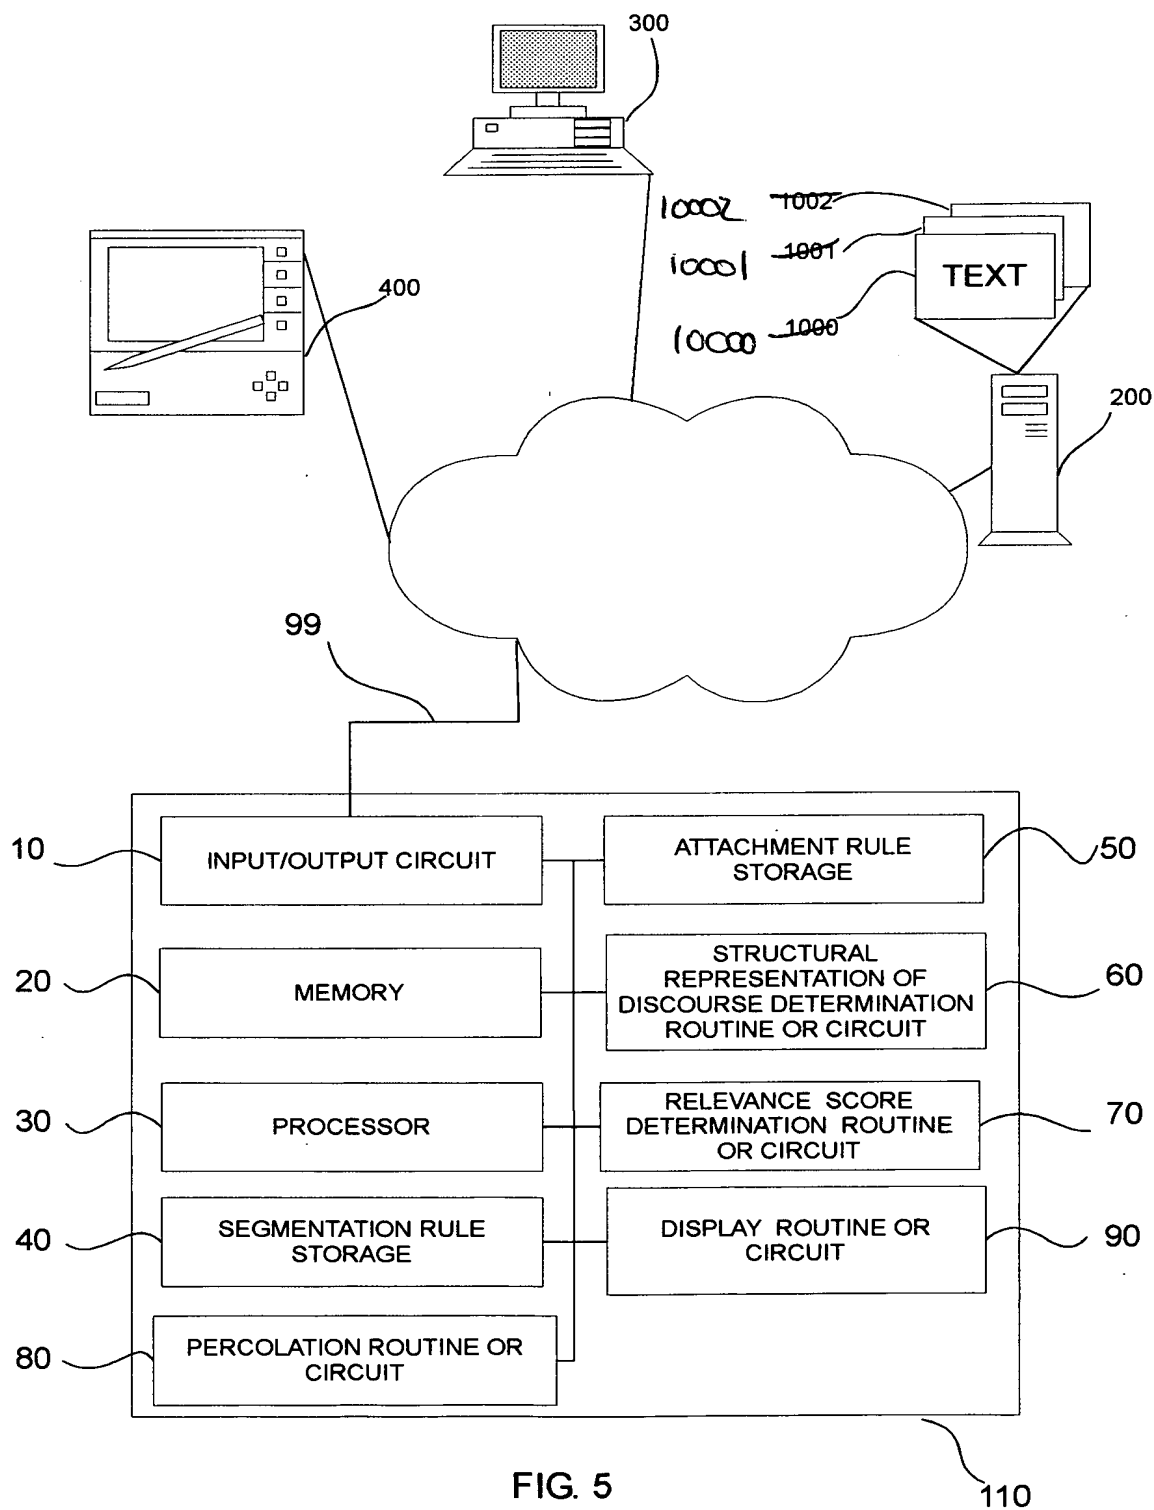 300
10002 1002
10001 1001
TEXT
400
10000 1000
200
99
10
INPUT/OUTPUT CIRCUIT
ATTACHMENT RULE
STORAGE
50
20
MEMORY
STRUCTURAL
REPRESENTATION OF
DISCOURSE DETERMINATION
ROUTINE OR CIRCUIT
60
30
PROCESSOR
RELEVANCE SCORE
DETERMINATION ROUTINE
OR CIRCUIT
70
40
SEGMENTATION RULE
STORAGE
DISPLAY ROUTINE OR
CIRCUIT
90
80
PERCOLATION ROUTINE OR
CIRCUIT
FIG. 5
110